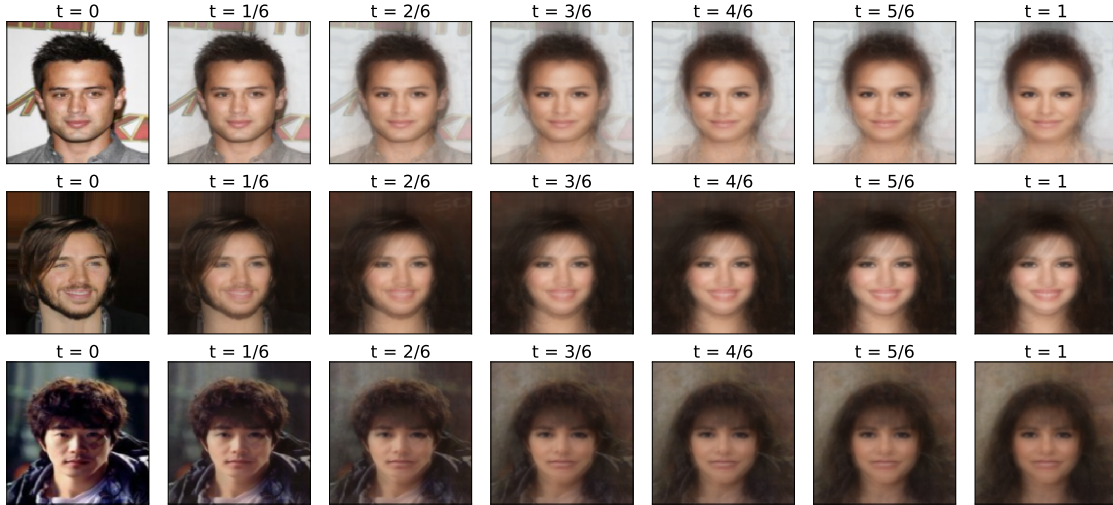 t = 0 t = 1/6 t = 2/6 t = 3/6 t = 4/6 t = 5/6 t = 1
t = 0 t = 1/6 t = 2/6 t = 3/6 t = 4/6 t = 5/6 t = 1
t = 0 t = 1/6 t = 2/6 t = 3/6 t = 4/6 t = 5/6 t = 1